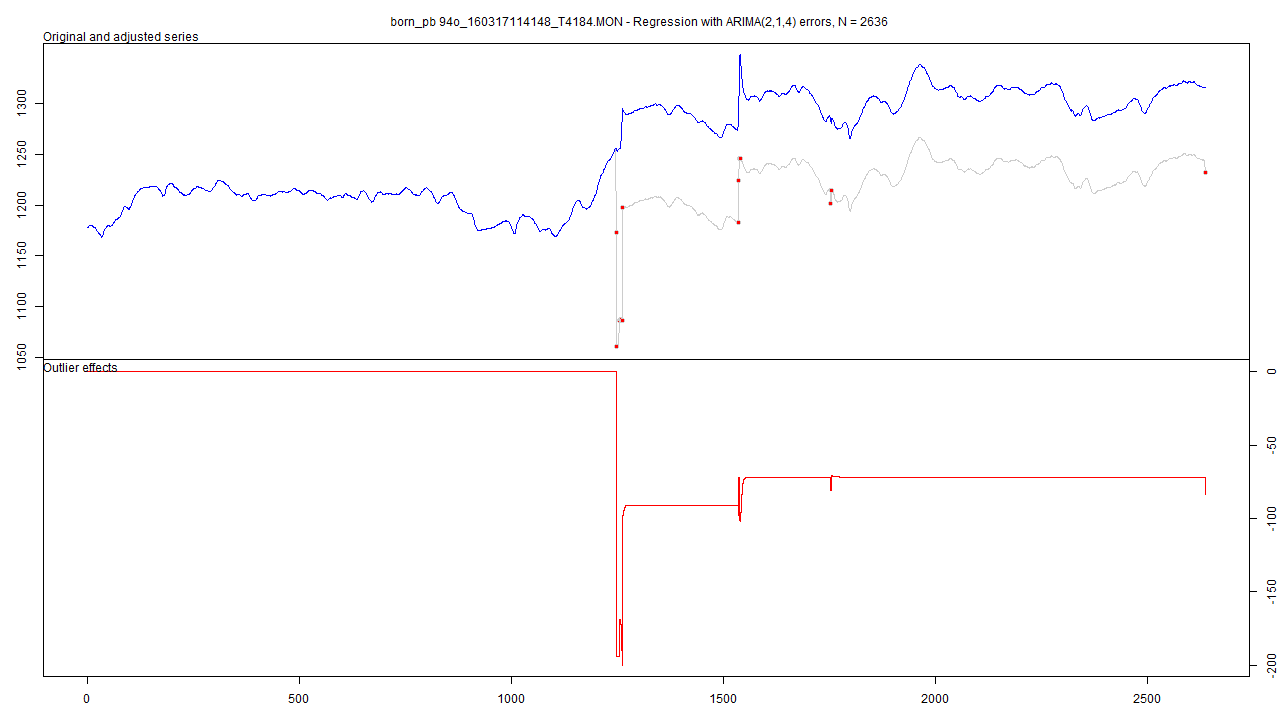 born_pb 94o_160317114148_T4184.MON - Regression with ARIMA(2,1,4) errors, N = 2636
Original and adjusted series
1300
1250
1200
1150
1100
1050
Outlier effects
0
-50
-100
-150
-200
0 500 1000 1500 2000 2500